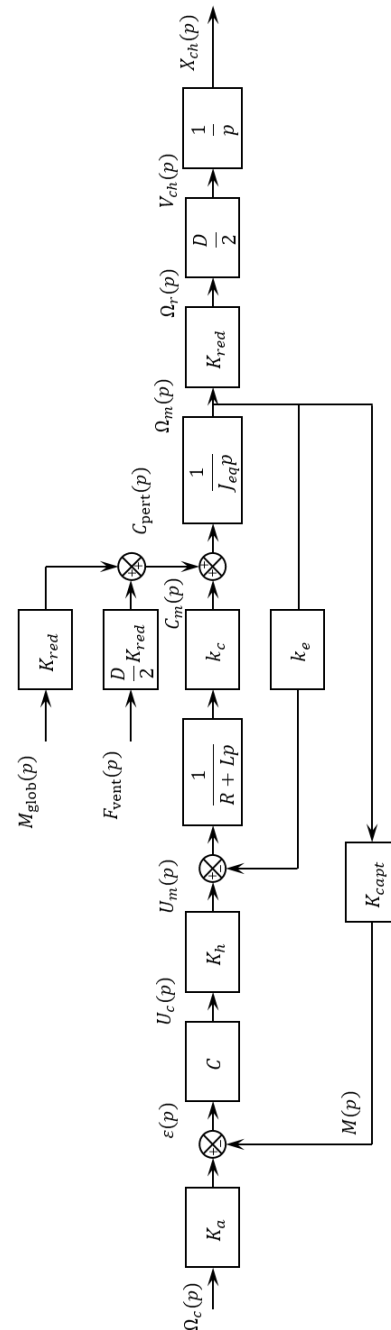 M_glob(p)
K_red
F_vent(p)
D/2 K_red
C_pert(p)
Ω_c(p)
K_a
+
-
ε(p)
C
U_c(p)
K_h
U_m(p)
+
-
1/(R + Lp)
k_c
C_m(p)
+
+
+
+
1/(J_eq p)
Ω_m(p)
K_red
Ω_r(p)
D/2
V_ch(p)
1/p
X_ch(p)
k_e
M(p)
K_capt